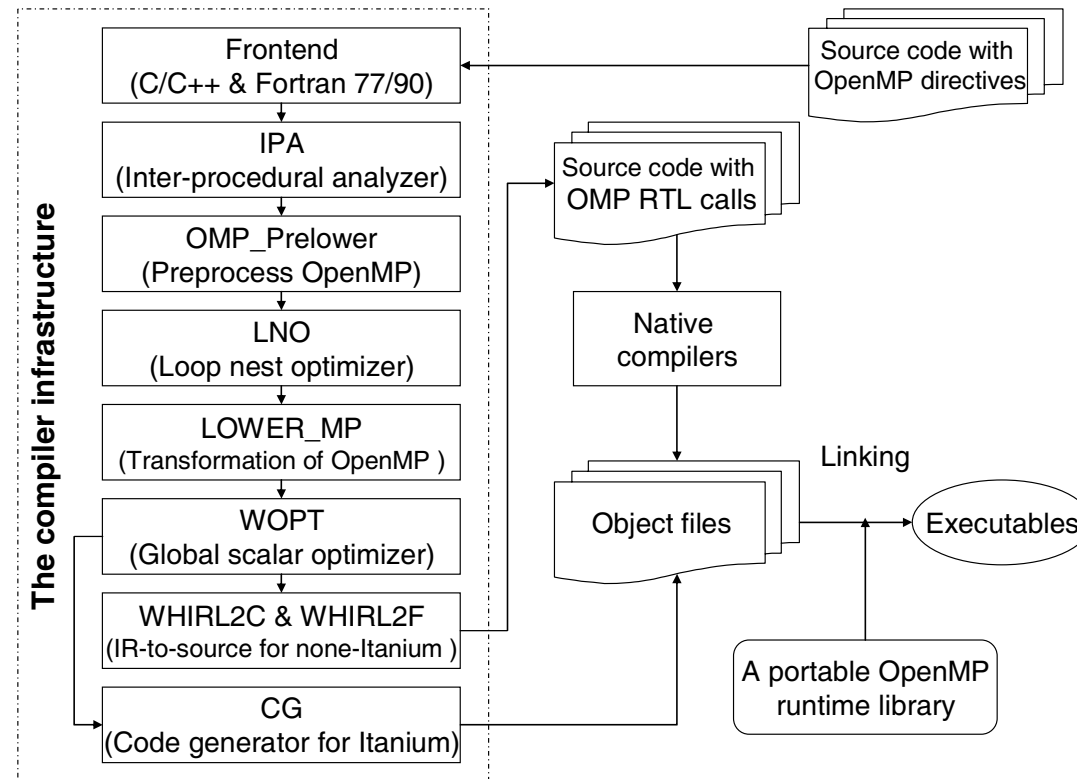 The compiler infrastructure
Frontend
(C/C++ & Fortran 77/90)
IPA
(Inter-procedural analyzer)
OMP_Prelower
(Preprocess OpenMP)
LNO
(Loop nest optimizer)
LOWER_MP
(Transformation of OpenMP )
WOPT
(Global scalar optimizer)
WHIRL2C & WHIRL2F
(IR-to-source for none-Itanium )
CG
(Code generator for Itanium)
Source code with
OpenMP directives
Source code with
OMP RTL calls
Native
compilers
Object files
Linking
Executables
A portable OpenMP
runtime library